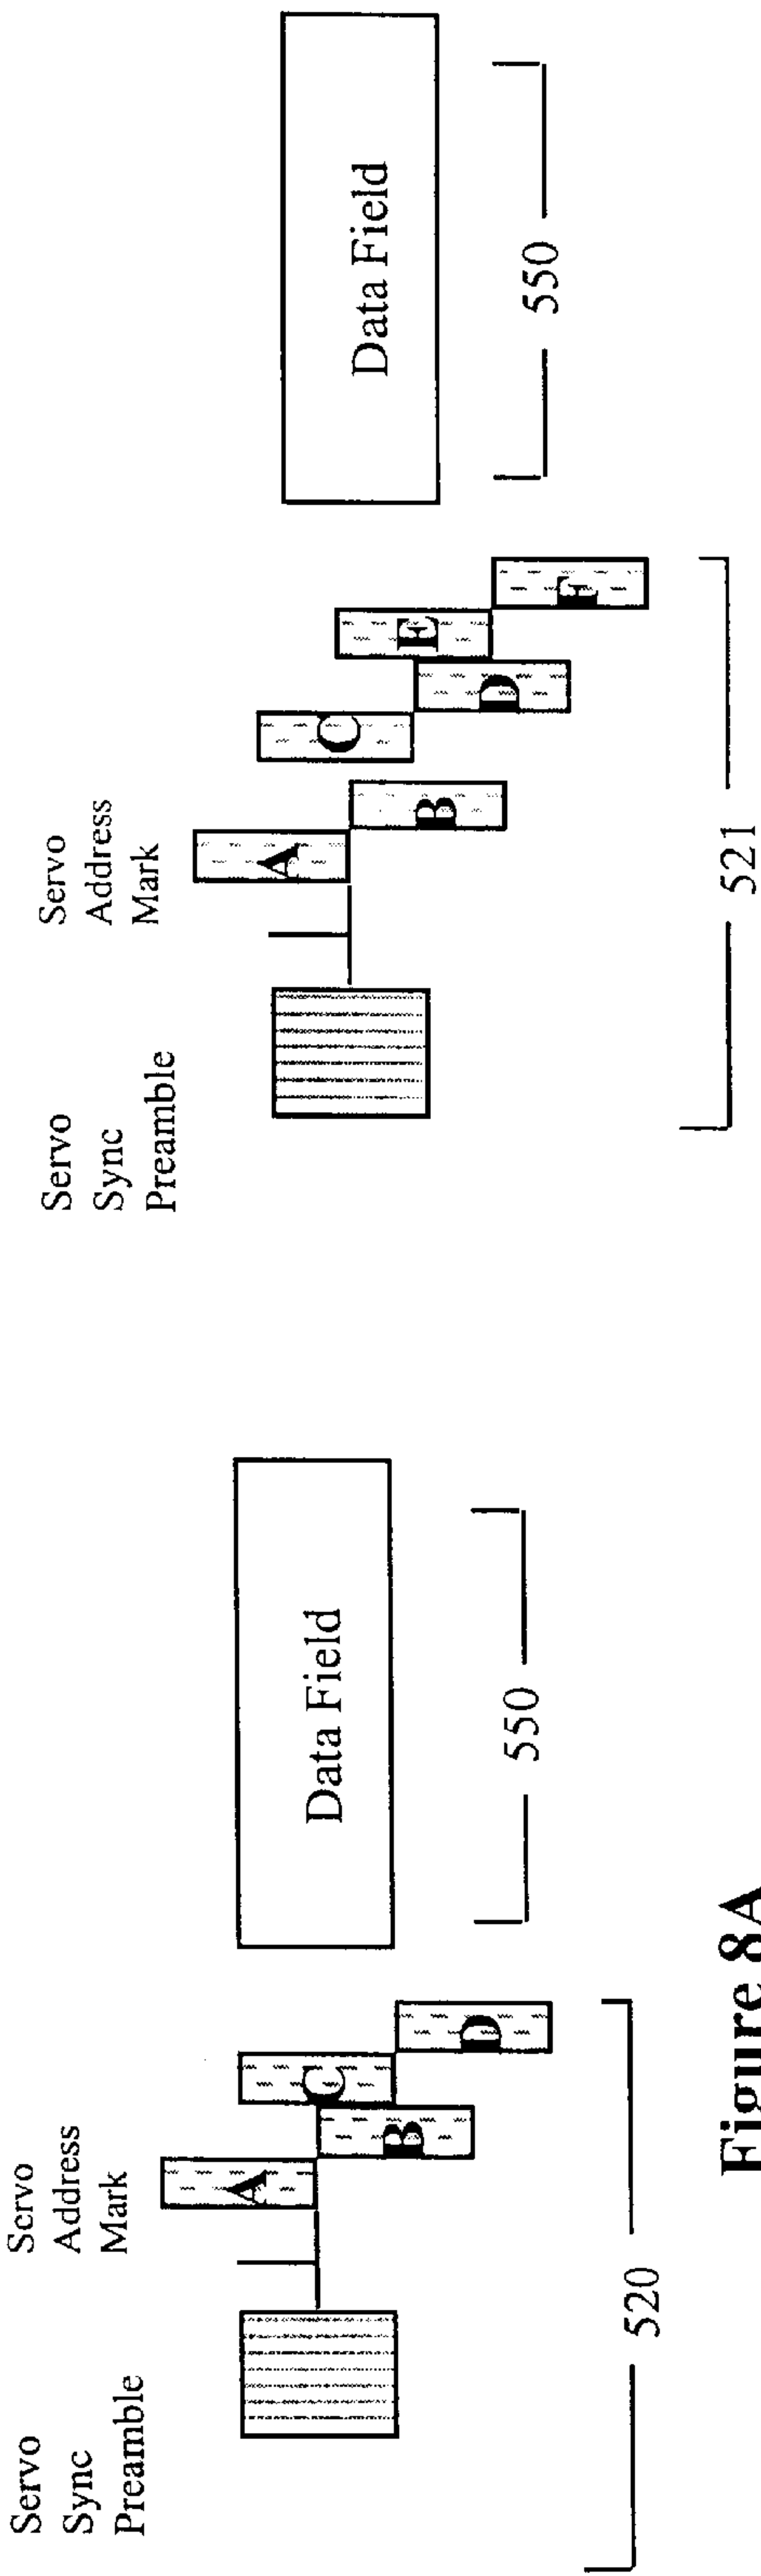 Servo
Sync
Preamble
Servo
Address
Mark
A
B
C
D
Data Field
520
550
Figure 8A
Servo
Sync
Preamble
Servo
Address
Mark
A
B
C
D
E
F
Data Field
521
550